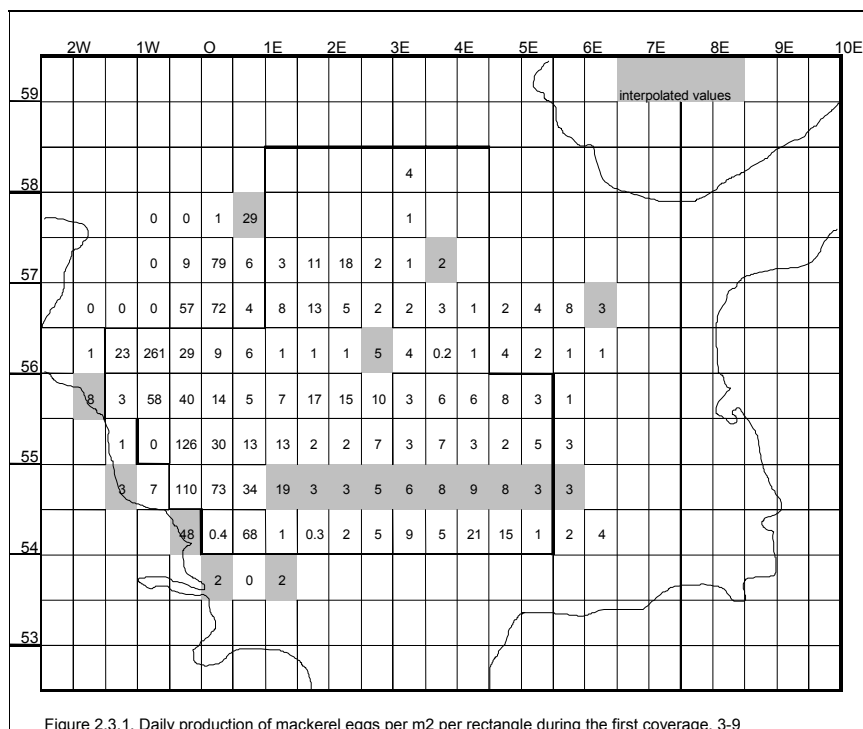 2W 1W O 1E 2E 3E 4E 5E 6E 7E 8E 9E 10E
59
interpolated values
4
58
0 0 1 29 1
0 9 79 6 3 11 18 2 1 2
57
0 0 0 57 72 4 8 13 5 2 2 3 1 2 4 8 3
1 23 261 29 9 6 1 1 1 5 4 0.2 1 4 2 1 1
56
8 3 58 40 14 5 7 17 15 10 3 6 6 8 3 1
1 0 126 30 13 13 2 2 7 3 7 3 2 5 3
55
3 7 110 73 34 19 3 3 5 6 8 9 8 3 3
48 0.4 68 1 0.3 2 5 9 5 21 15 1 2 4
54
2 0 2
53
Figure 2.3.1. Daily production of mackerel eggs per m2 per rectangle during the first coverage, 3-9